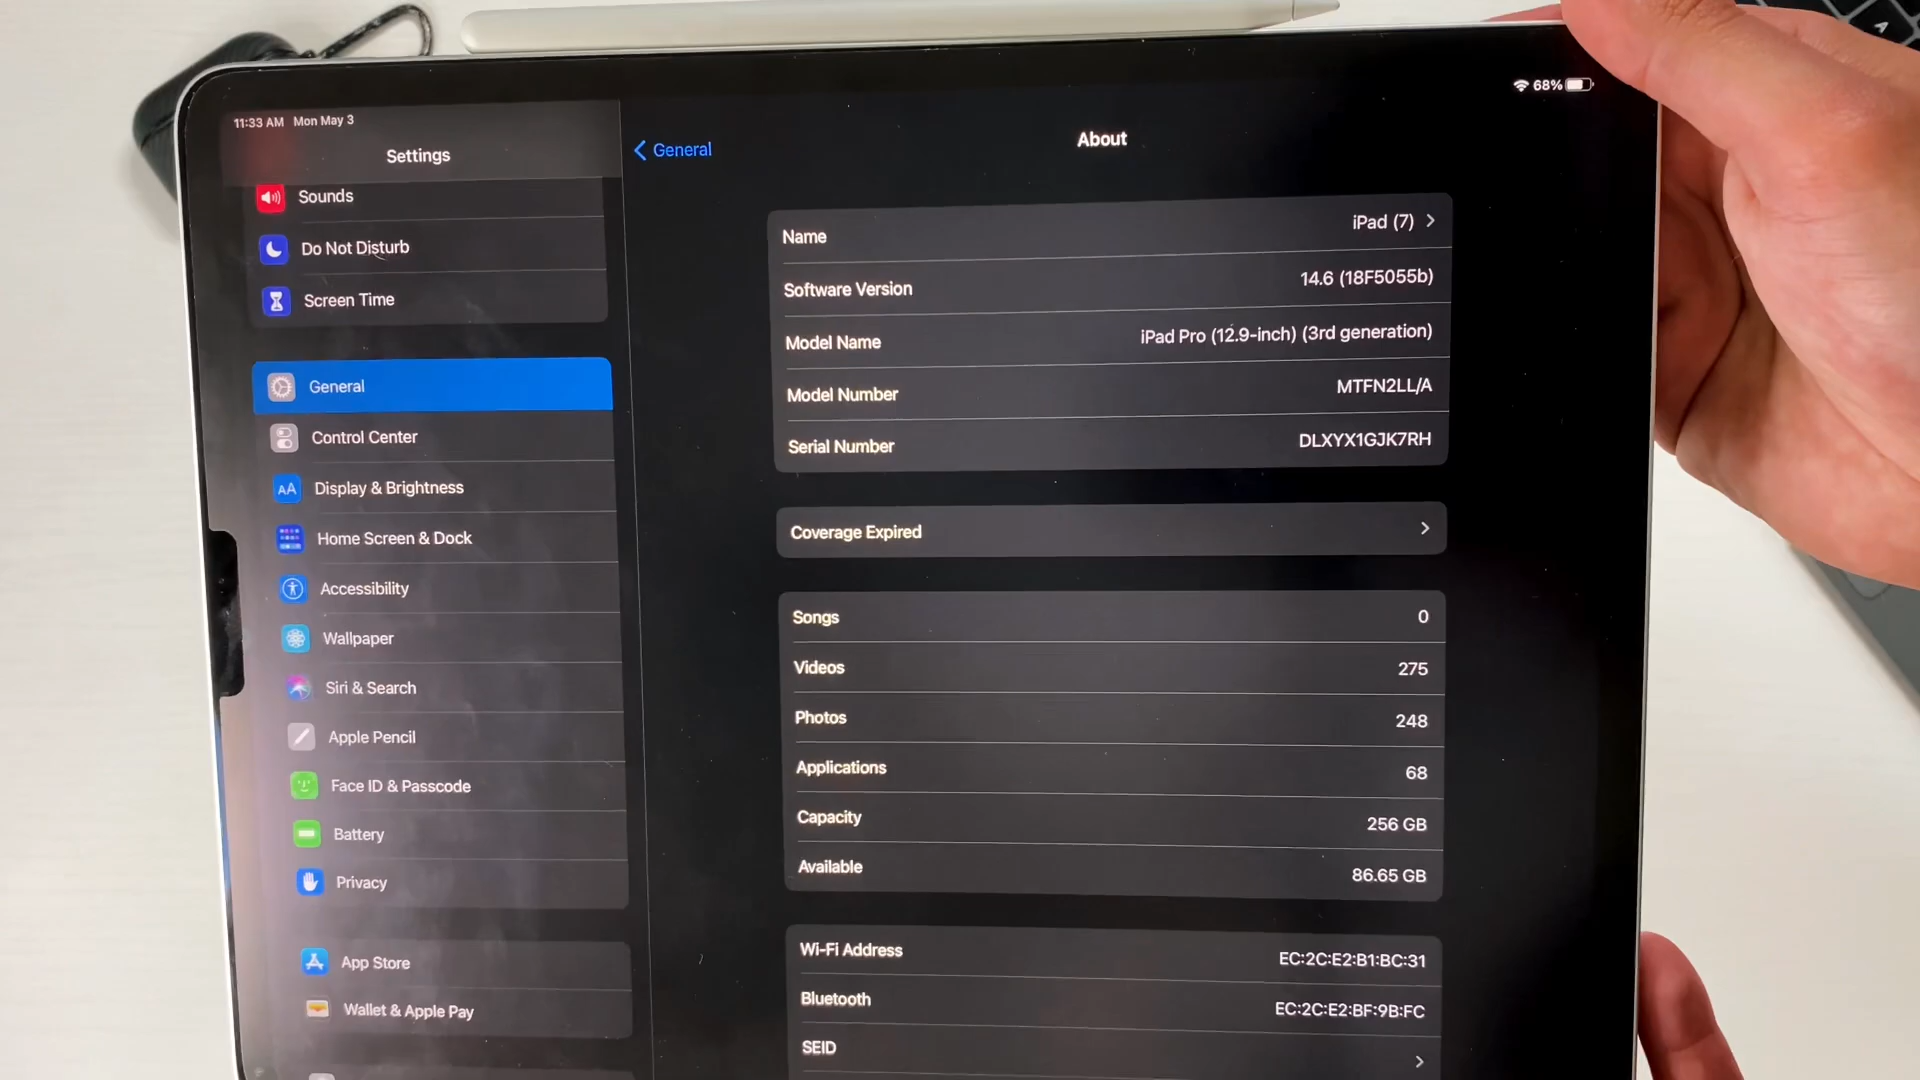 11:33 AM Mon May 3
68%
Settings
Sounds
Do Not Disturb
Screen Time
General
Control Center
AA Display & Brightness
Home Screen & Dock
Accessibility
Wallpaper
Siri & Search
Apple Pencil
Face ID & Passcode
Battery
Privacy
App Store
Wallet & Apple Pay
General
About
Name iPad (7)
Software Version 14.6 (18F5055b)
Model Name iPad Pro (12.9-inch) (3rd generation)
Model Number MTFN2LL/A
Serial Number DLXYX1GJK7RH
Coverage Expired
Songs 0
Videos 275
Photos 248
Applications 68
Capacity 256 GB
Available 86.65 GB
Wi-Fi Address EC:2C:E2:B1:BC:31
Bluetooth EC:2C:E2:BF:9B:FC
SEID